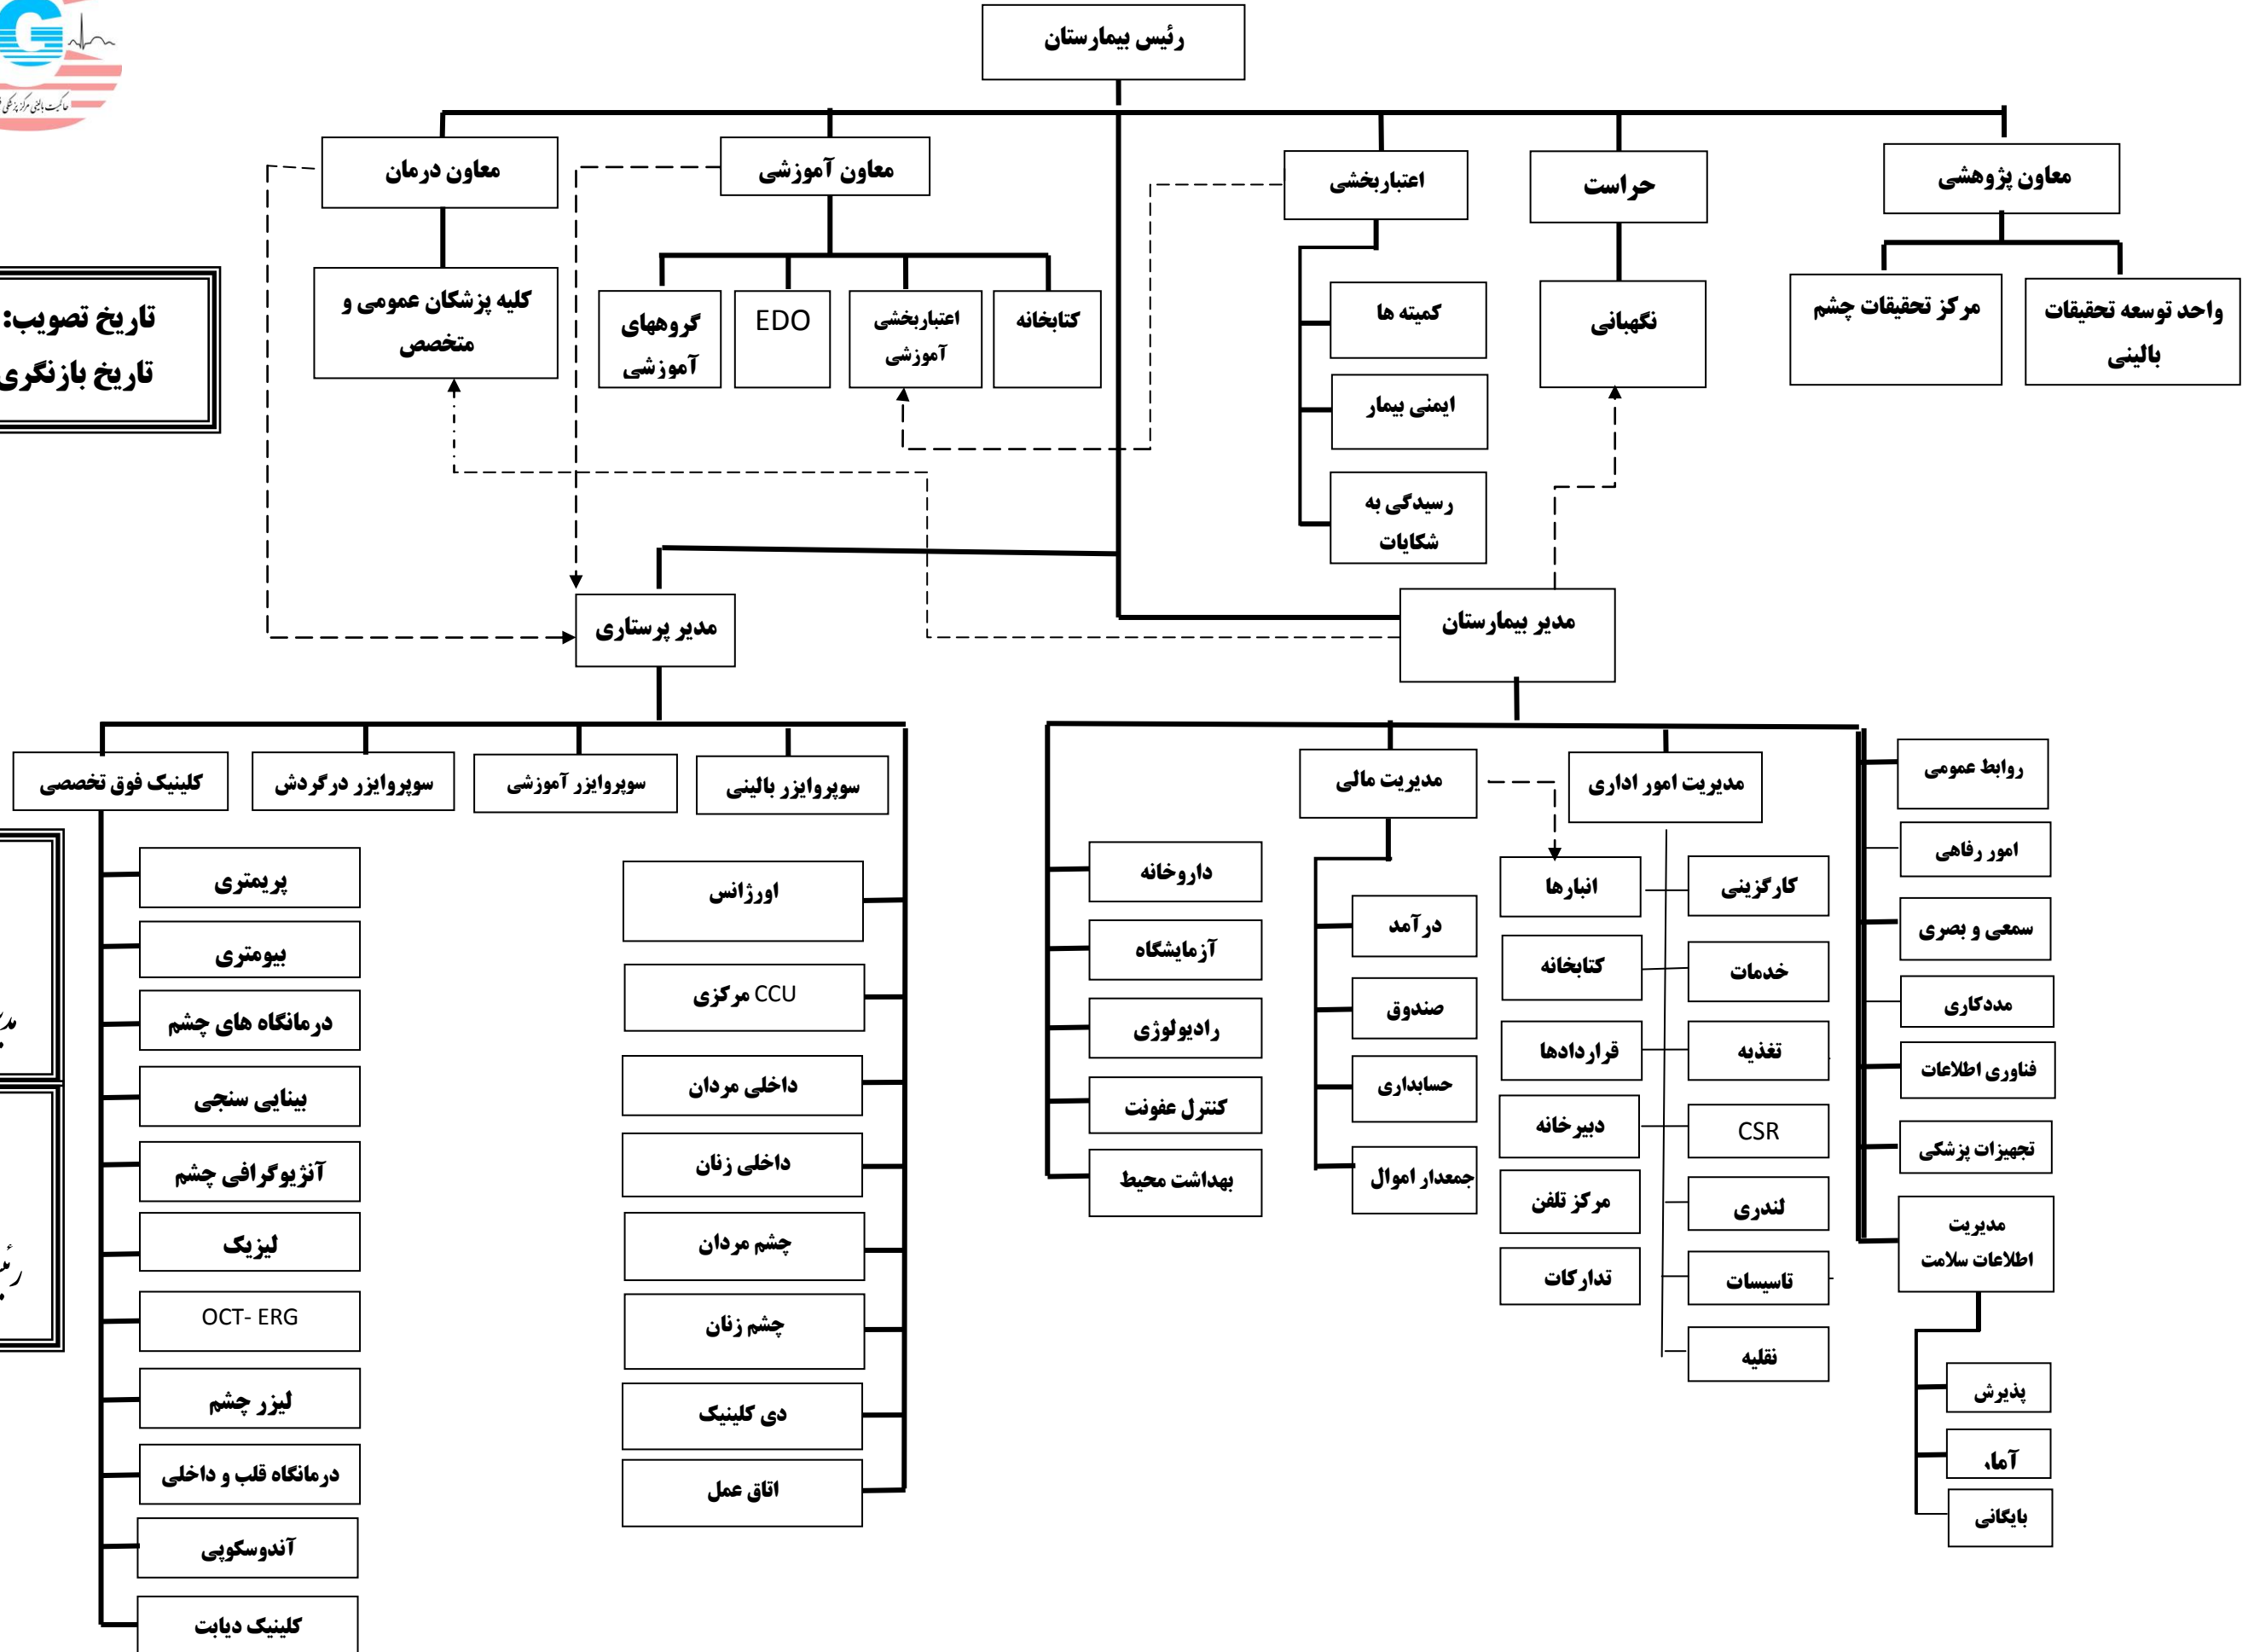 رئیس بیمارستان
معاون پژوهشی
حراست
اعتباربخشی
معاون آموزشی
معاون درمان
واحد توسعه تحقیقات
بالینی
مرکز تحقیقات چشم
نگهبانی
کمیته ها
ایمنی بیمار
رسیدگی به
شکایات
کتابخانه
اعتباربخشی
آموزشی
EDO
گروههای
آموزشی
کلیه پزشکان عمومی و
متخصص
تاریخ تصویب:
تاریخ بازنگری
مدیر بیمارستان
مدیر پرستاری
روابط عمومی
امور رفاهی
سمعی و بصری
مددکاری
فناوری اطلاعات
تجهیزات پزشکی
مدیریت
اطلاعات سلامت
پذیرش
بایگانی
مدیریت امور اداری
کارگزینی
خدمات
تغذیه
CSR
لندری
تاسیسات
نقلیه
انبارها
کتابخانه
قراردادها
دبیرخانه
مرکز تلفن
تدارکات
مدیریت مالی
درآمد
صندوق
حسابداری
جمعدار اموال
داروخانه
آزمایشگاه
رادیولوژی
کنترل عفونت
بهداشت محیط
سوپروایزر بالینی
سوپروایزر آموزشی
سوپروایزر درگردش
کلینیک فوق تخصصی
اورژانس
CCU مرکزی
داخلی مردان
داخلی زنان
چشم مردان
چشم زنان
دی کلینیک
اتاق عمل
پریمتری
بیومتری
درمانگاه های چشم
بینایی سنجی
آنژیوگرافی چشم
لیزیک
OCT- ERG
لیزر چشم
درمانگاه قلب و داخلی
آندوسکوپی
کلینیک دیابت